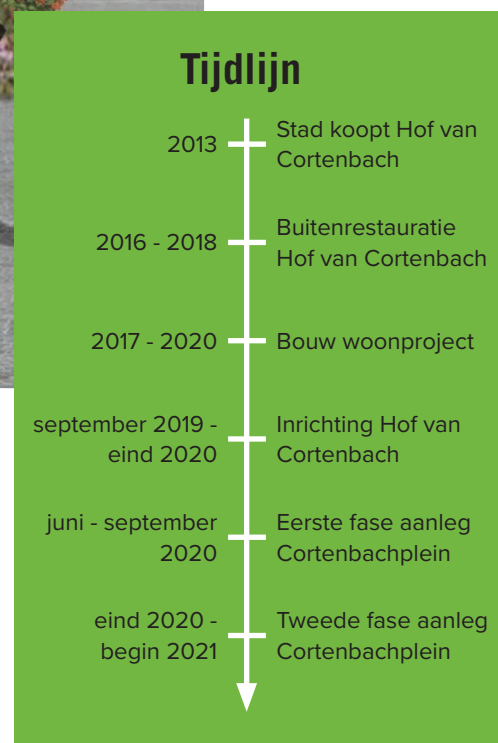 Tijdlijn
2013
Stad koopt Hof van
Cortenbach
2016 - 2018
Buitenrestauratie
Hof van Cortenbach
2017 - 2020
Bouw woonproject
september 2019 -
eind 2020
Inrichting Hof van
Cortenbach
juni - september
2020
Eerste fase aanleg
Cortenbachplein
eind 2020 -
begin 2021
Tweede fase aanleg
Cortenbachplein